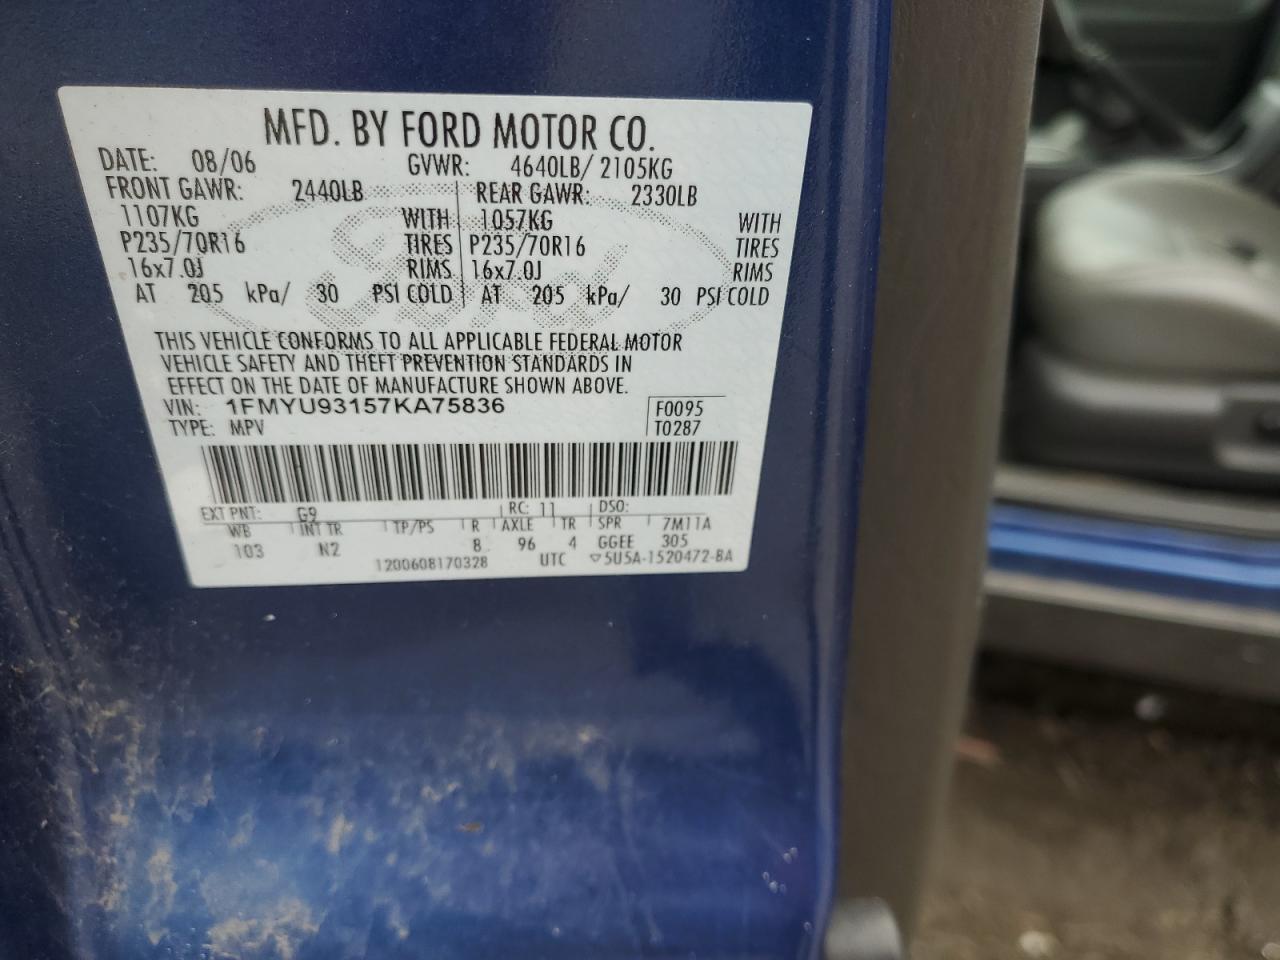 MFD. BY FORD MOTOR CO.
DATE: 08/06 GVWR: 4640LB/ 2105KG
FRONT GAWR: 2440LB REAR GAWR: 2330LB
1107KG WITH 1057KG WITH
P235/70R16 TIRES P235/70R16 TIRES
16x7.0J RIMS 16x7.0J RIMS
AT 205 kPa/ 30 PSI COLD AT 205 kPa/ 30 PSI COLD
THIS VEHICLE CONFORMS TO ALL APPLICABLE FEDERAL MOTOR
VEHICLE SAFETY AND THEFT PREVENTION STANDARDS IN
EFFECT ON THE DATE OF MANUFACTURE SHOWN ABOVE.
VIN: 1FMYU93157KA75836 F0095
TYPE: MPV T0287
EXT PNT: G9 RC: 11 DSO:
WB INT TR TP/PS R AXLE TR SPR 7M11A
103 N2 8 96 4 GGEE 305
1200608170328 UTC ▽5U5A-1520472-BA
Ford